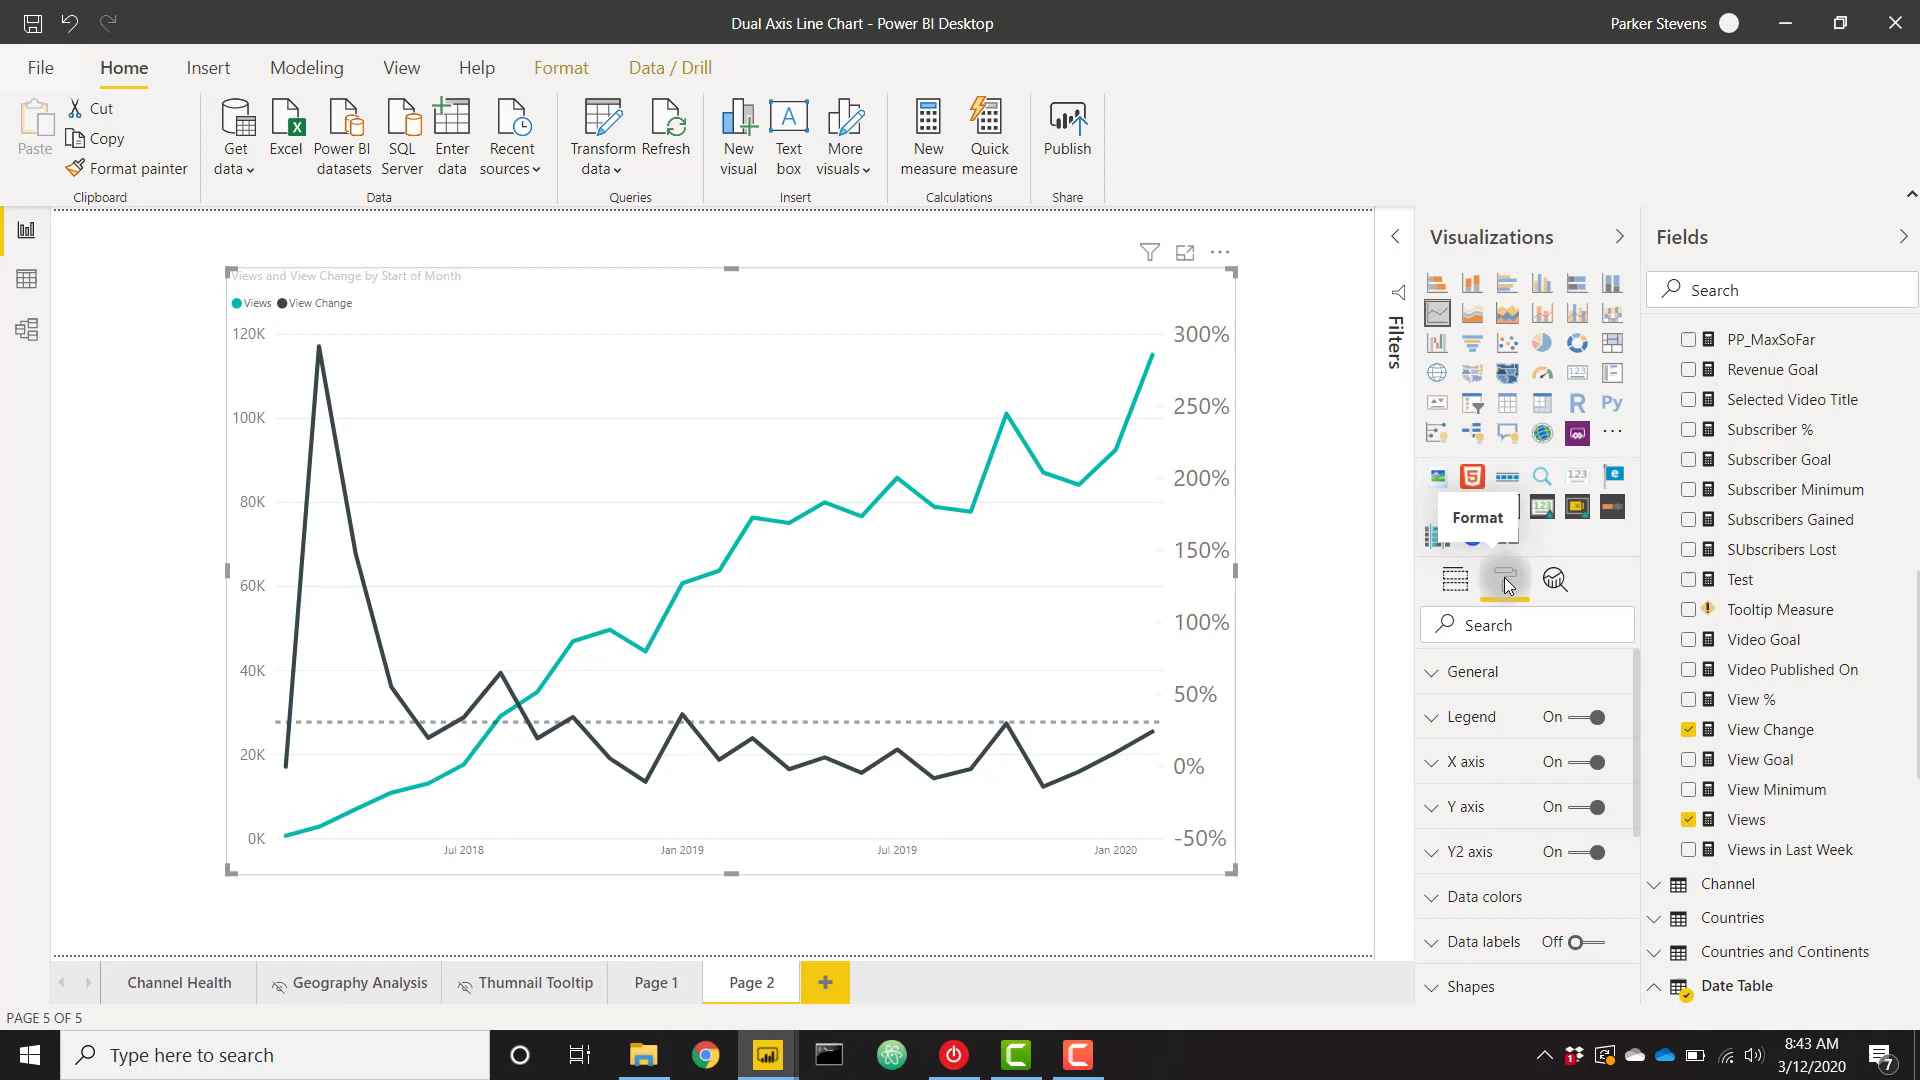 Dual Axis Line Chart - Power BI Desktop
Parker Stevens
File Home Insert Modeling View Help Format Data / Drill
Paste
Cut
Copy
Format painter
Clipboard
Get data
Excel
Power BI datasets
SQL Server
Enter data
Recent sources
Data
Transform data
Refresh
Queries
New visual
Text box
More visuals
Insert
New measure
Quick measure
Calculations
Publish
Share
Views and View Change by Start of Month
Views View Change
120K
100K
80K
60K
40K
20K
0K
300%
250%
200%
150%
100%
50%
0%
-50%
Jul 2018 Jan 2019 Jul 2019 Jan 2020
Filters
Visualizations
R Py
123
5
123
e
123
Format
Search
General
Legend On
X axis On
Y axis On
Y2 axis On
Data colors
Data labels Off
Shapes
Fields
Search
PP_MaxSoFar
Revenue Goal
Selected Video Title
Subscriber %
Subscriber Goal
Subscriber Minimum
Subscribers Gained
SUbscribers Lost
Test
Tooltip Measure
Video Goal
Video Published On
View %
View Change
View Goal
View Minimum
Views
Views in Last Week
Channel
Countries
Countries and Continents
Date Table
Channel Health Geography Analysis Thumnail Tooltip Page 1 Page 2 +
PAGE 5 OF 5
Type here to search
8:43 AM
3/12/2020
7